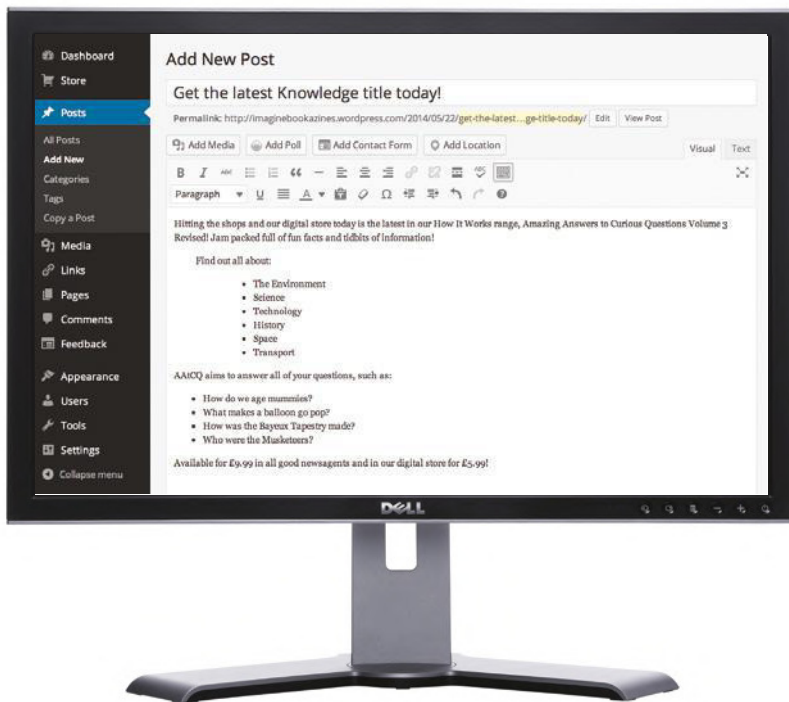 Dashboard
Store
Posts
All Posts
Add New
Categories
Tags
Copy a Post
Media
Links
Pages
Comments
Feedback
Appearance
Users
Tools
Settings
Collapse menu
Add New Post
Get the latest Knowledge title today!
Permalink: http://imaginebookazines.wordpress.com/2014/05/22/get-the-latest...ge-title-today/ Edit View Post
Add Media Add Poll Add Contact Form Add Location Visual Text
B I ABC
Paragraph U A Ω
Hitting the shops and our digital store today is the latest in our How It Works range, Amazing Answers to Curious Questions Volume 3
Revised! Jam packed full of fun facts and tidbits of information!
Find out all about:
• The Environment
• Science
• Technology
• History
• Space
• Transport
AAtCQ aims to answer all of your questions, such as:
• How do we age mummies?
• What makes a balloon go pop?
• How was the Bayeux Tapestry made?
• Who were the Musketeers?
Available for £9.99 in all good newsagents and in our digital store for £5.99!
DELL